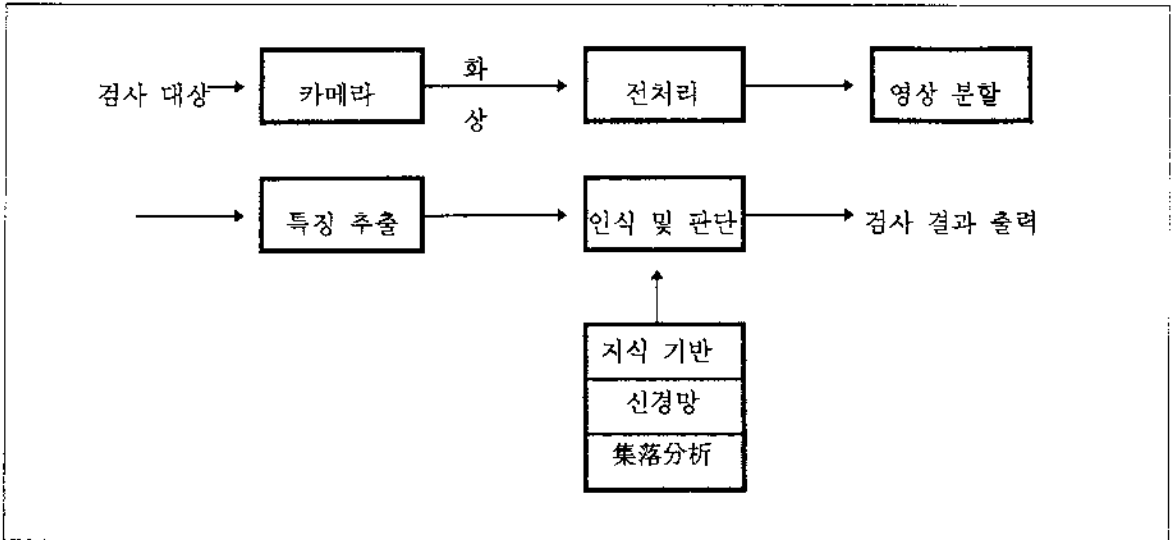 검사 대상
카메라
화
상
전처리
영상 분할
특징 추출
인식 및 판단
검사 결과 출력
지식 기반
신경망
集落分析